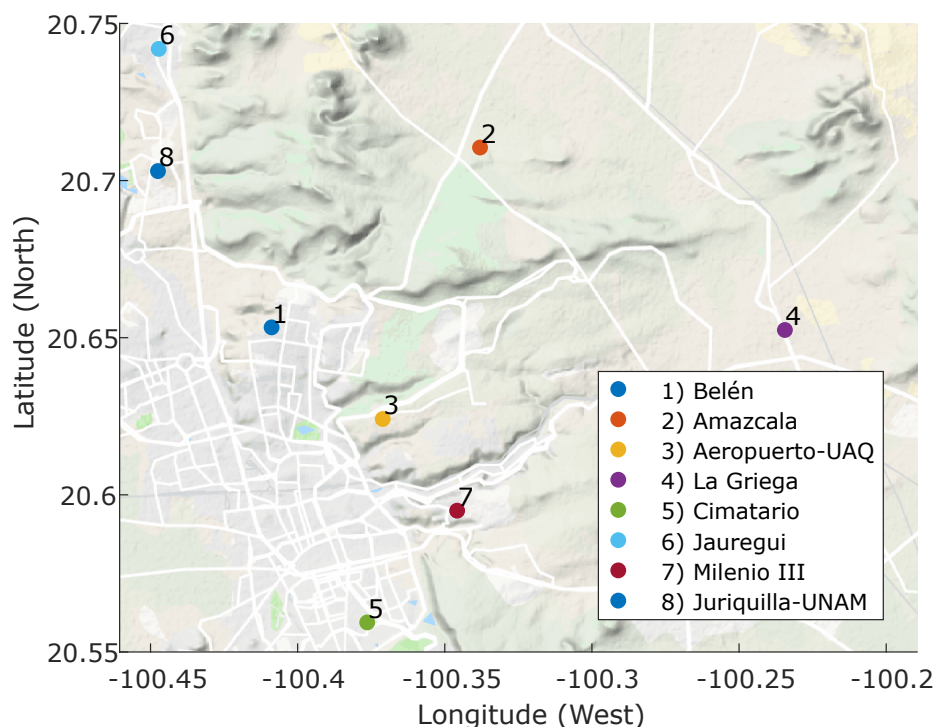 20.75
20.7
20.65
20.6
20.55
Latitude (North)
6
2
8
1
4
3
7
5
1) Belén
2) Amazcala
3) Aeropuerto-UAQ
4) La Griega
5) Cimatario
6) Jauregui
7) Milenio III
8) Juriquilla-UNAM
-100.45
-100.4
-100.35
-100.3
-100.25
-100.2
Longitude (West)